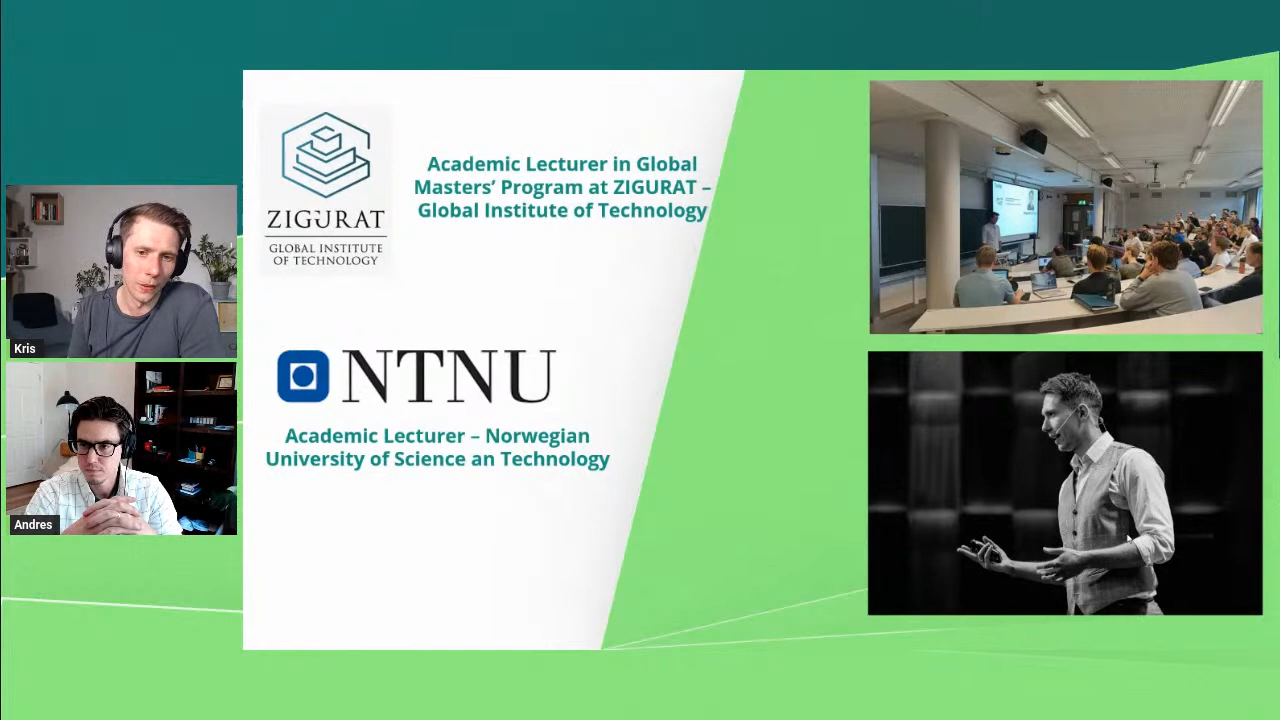 ZIGURAT
GLOBAL INSTITUTE
OF TECHNOLOGY
Academic Lecturer in Global
Masters’ Program at ZIGURAT –
Global Institute of Technology
NTNU
Academic Lecturer – Norwegian
University of Science an Technology
Kris
Andres